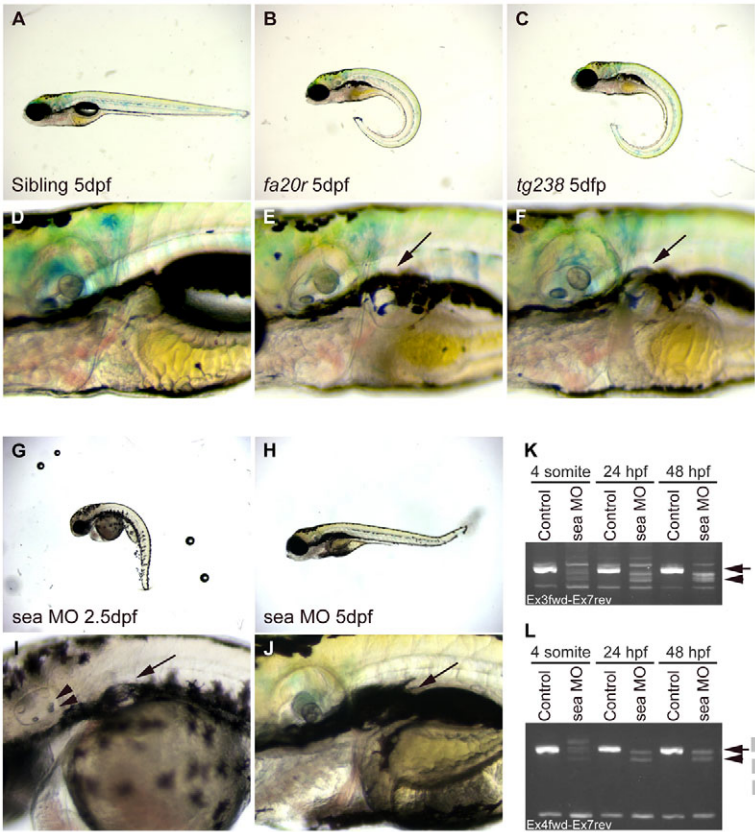 A
B
C
Sibling 5dpf
fa20r 5dpf
tg238 5dfp
D
E
F
G
H
K
4 somite 24 hpf 48 hpf
Control sea MO Control sea MO Control sea MO
Ex3fwd-Ex7rev
sea MO 2.5dpf
sea MO 5dpf
I
J
L
4 somite 24 hpf 48 hpf
Control sea MO Control sea MO Control sea MO
Ex4fwd-Ex7rev